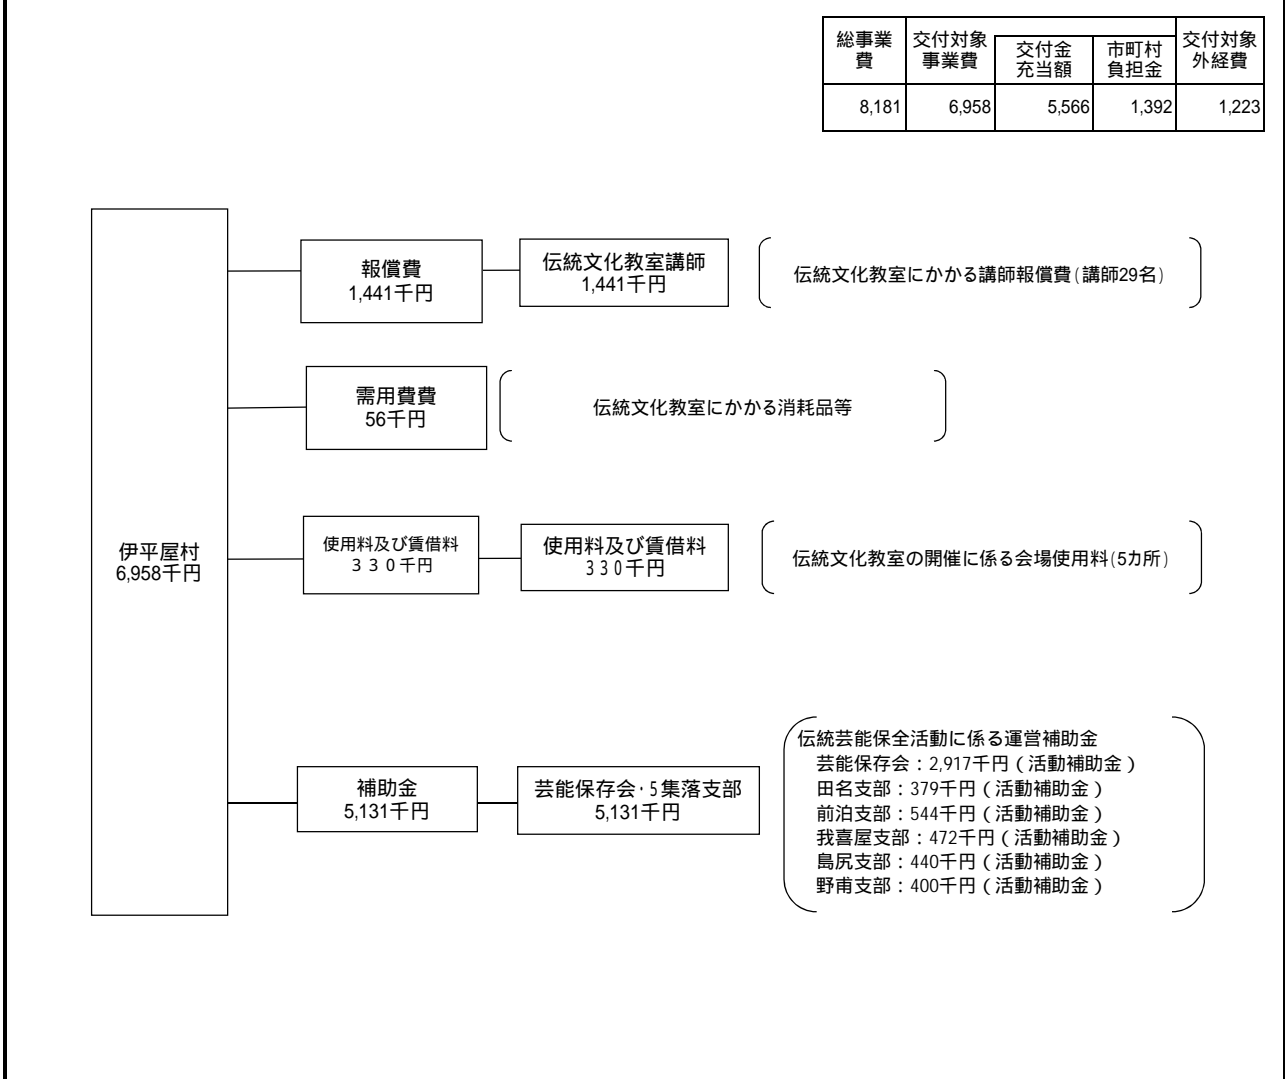 総事業
費
交付対象
事業費
交付金
充当額
市町村
負担金
交付対象
外経費
8,181
6,958
5,566
1,392
1,223
伊平屋村
6,958千円
報償費
1,441千円
伝統文化教室講師
1,441千円
伝統文化教室にかかる講師報償費(講師29名)
需用費費
56千円
伝統文化教室にかかる消耗品等
使用料及び賃借料
３３０千円
使用料及び賃借料
330千円
伝統文化教室の開催に係る会場使用料(5カ所)
補助金
5,131千円
芸能保存会・5集落支部
5,131千円
伝統芸能保全活動に係る運営補助金
芸能保存会：2,917千円（活動補助金）
田名支部：379千円（活動補助金）
前泊支部：544千円（活動補助金）
我喜屋支部：472千円（活動補助金）
島尻支部：440千円（活動補助金）
野甫支部：400千円（活動補助金）